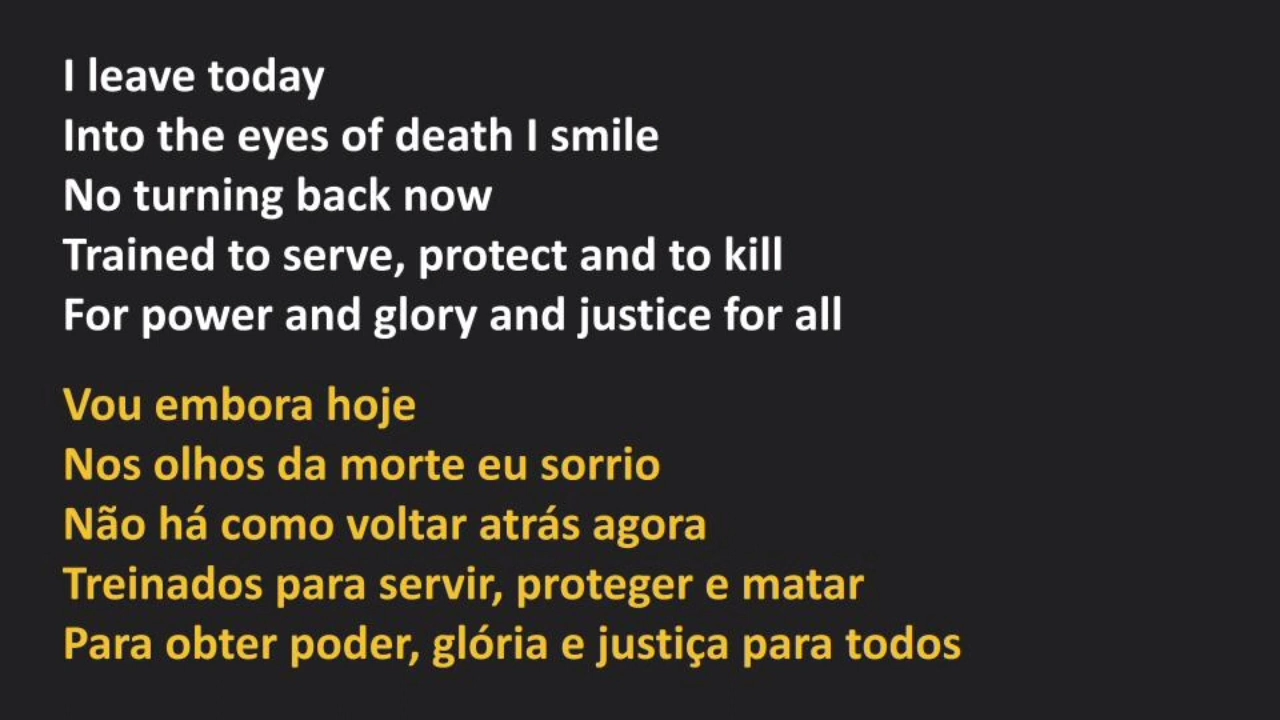 I leave today
Into the eyes of death I smile
No turning back now
Trained to serve, protect and to kill
For power and glory and justice for all
Vou embora hoje
Nos olhos da morte eu sorrio
Não há como voltar atrás agora
Treinados para servir, proteger e matar
Para obter poder, glória e justiça para todos